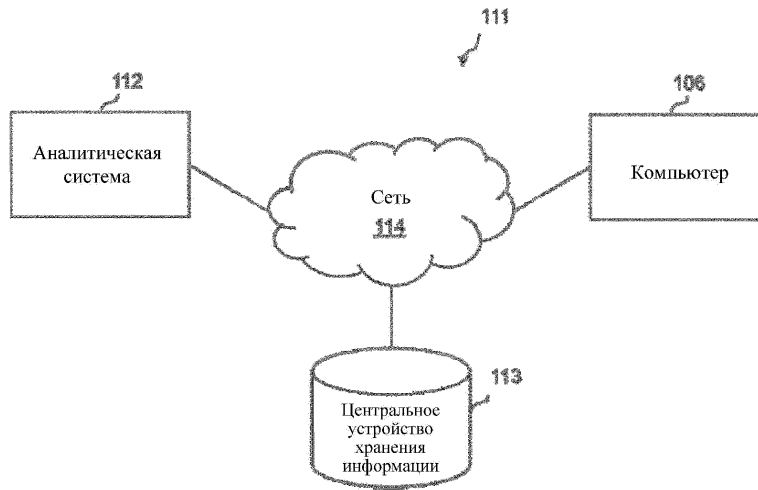 111
112
106
Аналитическая
система
Компьютер
Сеть
114
113
Центральное
устройство
хранения
информации